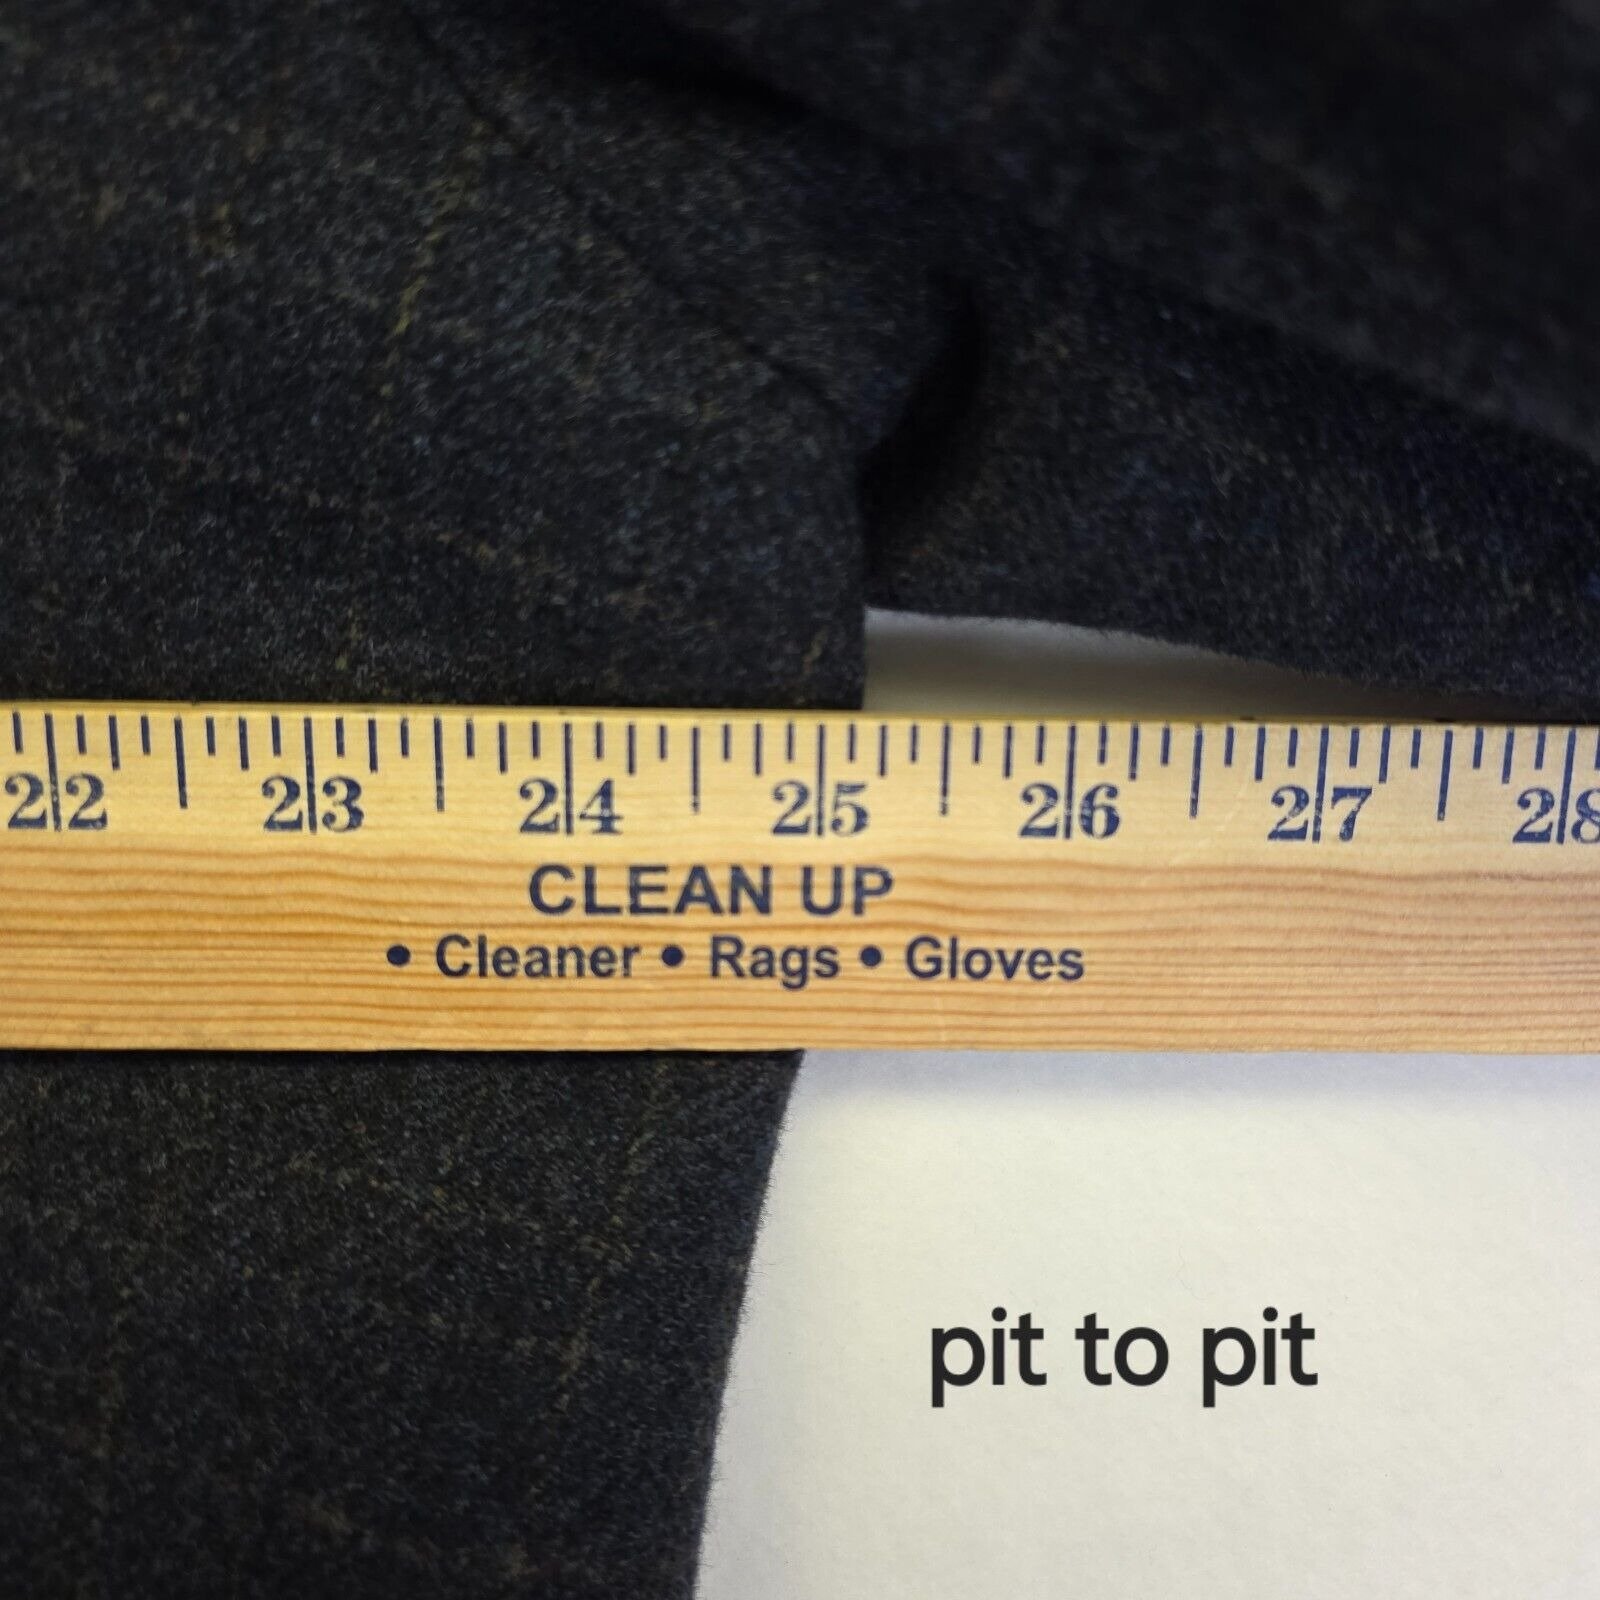 22 23 24 25 26 27 28
CLEAN UP
• Cleaner • Rags • Gloves
pit to pit